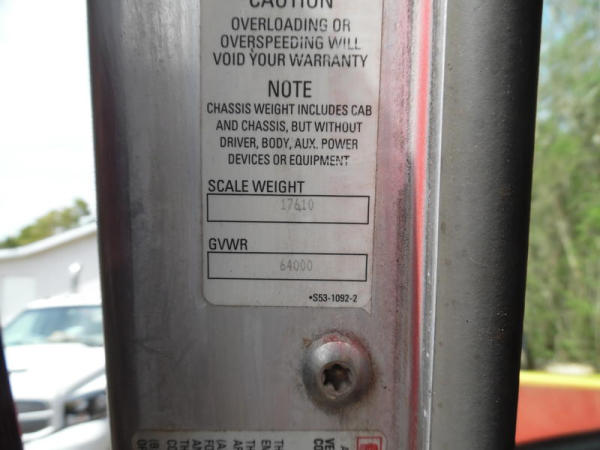 CAUTION
OVERLOADING OR
OVERSPEEDING WILL
VOID YOUR WARRANTY
NOTE
CHASSIS WEIGHT INCLUDES CAB
AND CHASSIS, BUT WITHOUT
DRIVER, BODY, AUX. POWER
DEVICES OR EQUIPMENT
SCALE WEIGHT
17610
GVWR
64000
•S53-1092-2